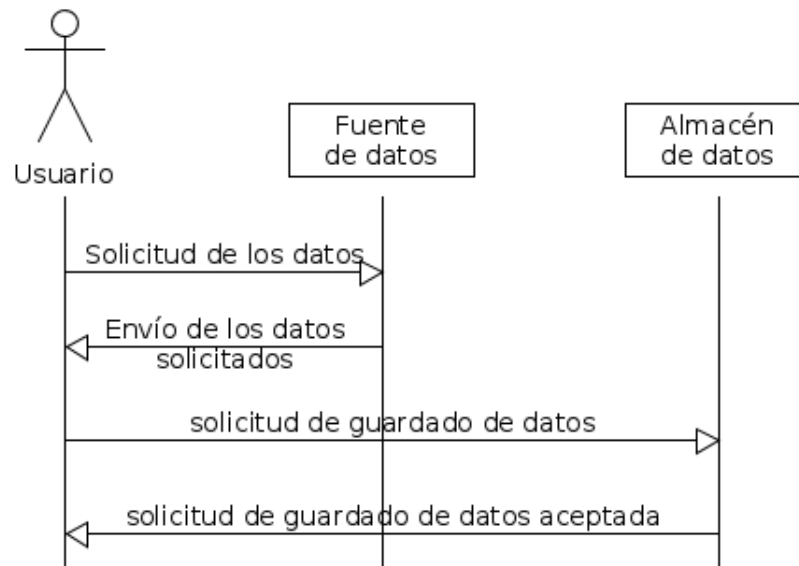 Usuario
Fuente
de datos
Almacén
de datos
Solicitud de los datos
Envío de los datos
solicitados
solicitud de guardado de datos
solicitud de guardado de datos aceptada